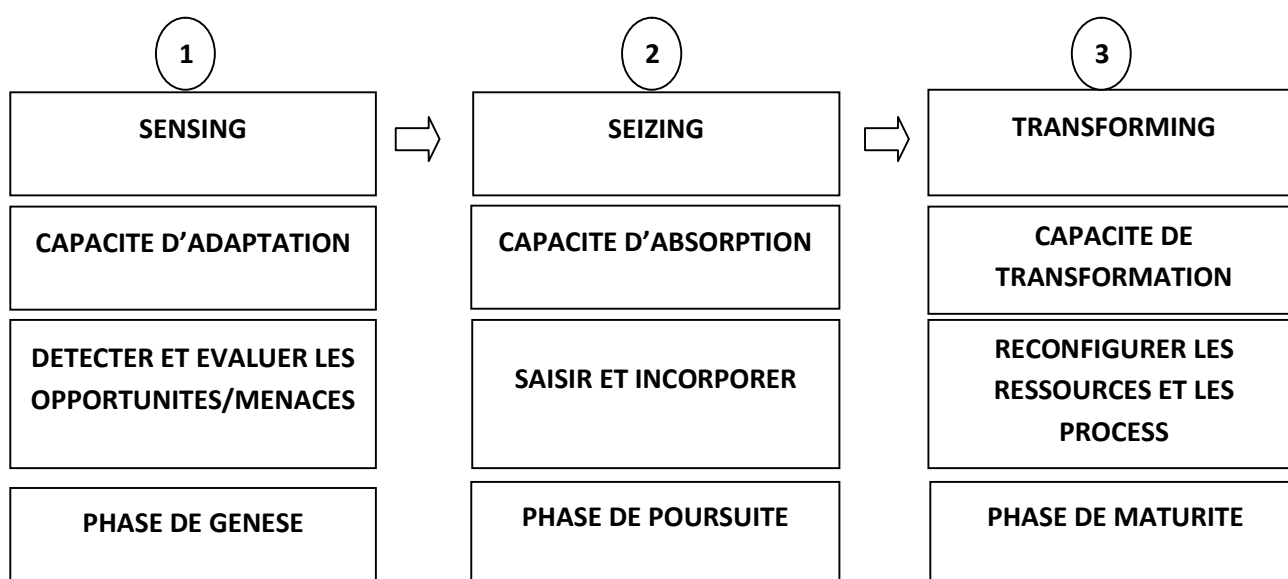 1
2
3
SENSING
SEIZING
TRANSFORMING
CAPACITE D’ADAPTATION
CAPACITE D’ABSORPTION
CAPACITE DE
TRANSFORMATION
DETECTER ET EVALUER LES
OPPORTUNITES/MENACES
SAISIR ET INCORPORER
RECONFIGURER LES
RESSOURCES ET LES
PROCESS
PHASE DE GENESE
PHASE DE POURSUITE
PHASE DE MATURITE